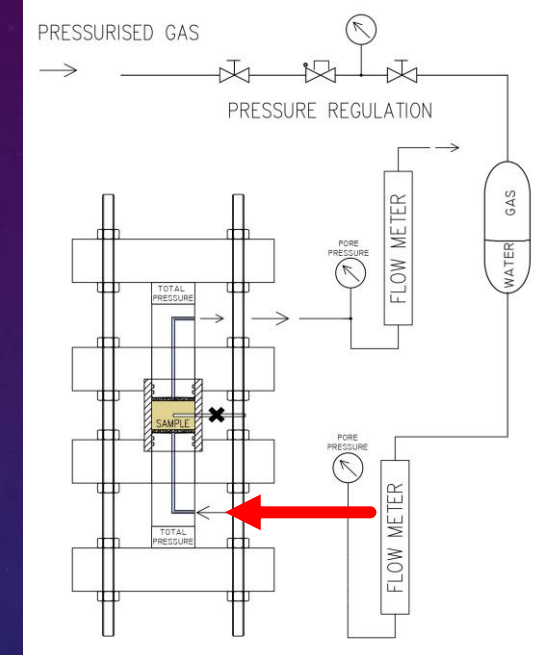 PRESSURISED GAS
PRESSURE REGULATION
GAS
WATER
FLOW METER
PORE
PRESSURE
TOTAL
PRESSURE
SAMPLE
PORE
PRESSURE
FLOW METER
TOTAL
PRESSURE